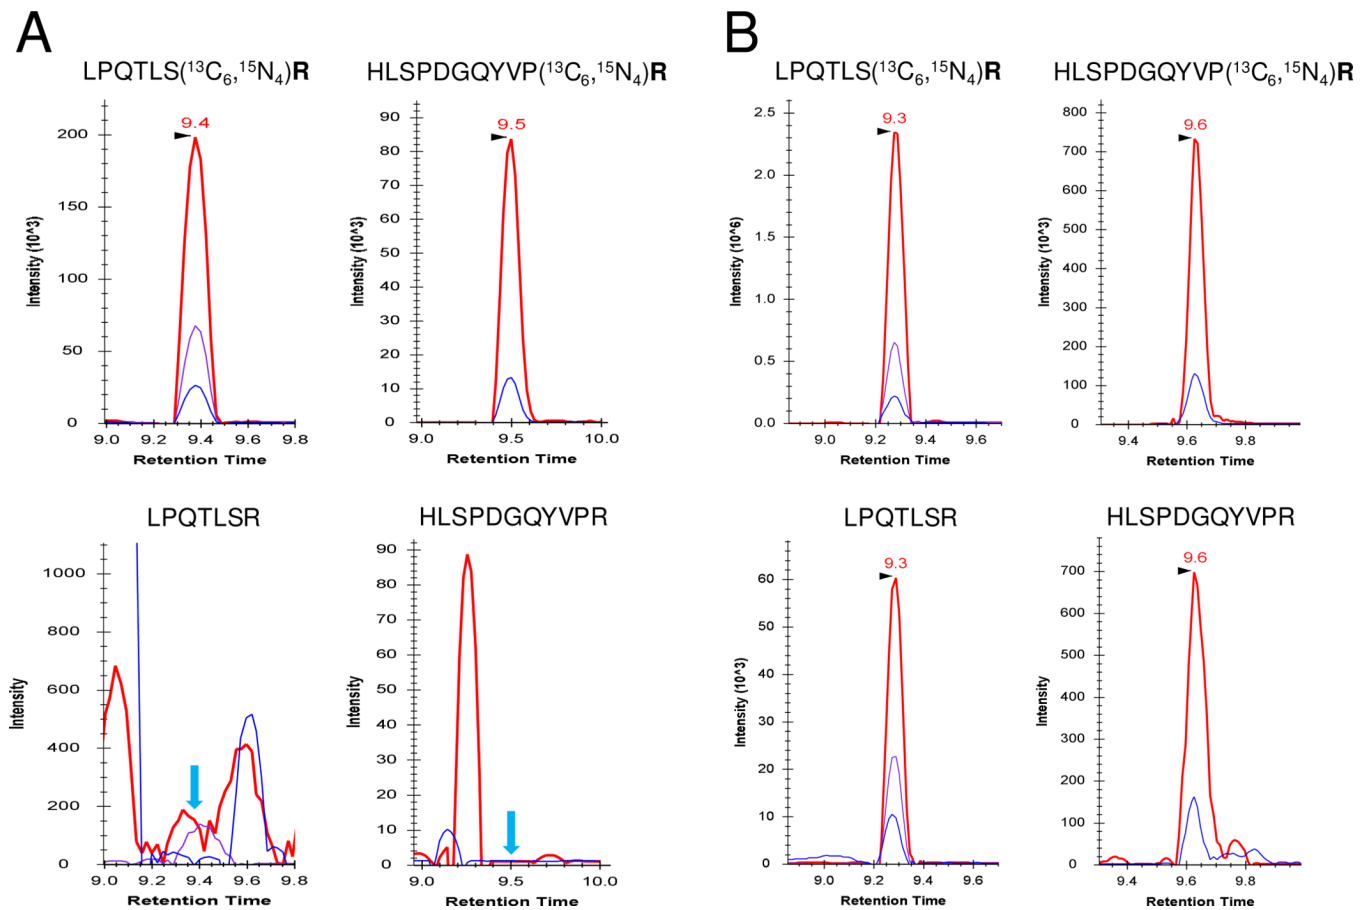 A
B
LPQTLS(¹³C₆,¹⁵N₄)R
HLSPDGQYVP(¹³C₆,¹⁵N₄)R
LPQTLS(¹³C₆,¹⁵N₄)R
HLSPDGQYVP(¹³C₆,¹⁵N₄)R
200
150
100
50
0
Intensity (10^3)
9.4
9.0 9.2 9.4 9.6 9.8
Retention Time
90
80
70
60
50
40
30
20
10
0
Intensity (10^3)
9.5
9.0 9.5 10.0
Retention Time
2.5
2.0
1.5
1.0
0.5
0.0
Intensity (10^6)
9.3
9.0 9.2 9.4 9.6
Retention Time
800
700
600
500
400
300
200
100
0
Intensity (10^3)
9.6
9.4 9.6 9.8
Retention Time
LPQTLSR
HLSPDGQYVPR
LPQTLSR
HLSPDGQYVPR
1000
800
600
400
200
0
Intensity
9.0 9.2 9.4 9.6 9.8
Retention Time
90
80
70
60
50
40
30
20
10
0
Intensity
9.0 9.5 10.0
Retention Time
60
50
40
30
20
10
0
Intensity (10^3)
9.3
9.0 9.2 9.4 9.6
Retention Time
700
600
500
400
300
200
100
0
Intensity
9.6
9.4 9.6 9.8
Retention Time